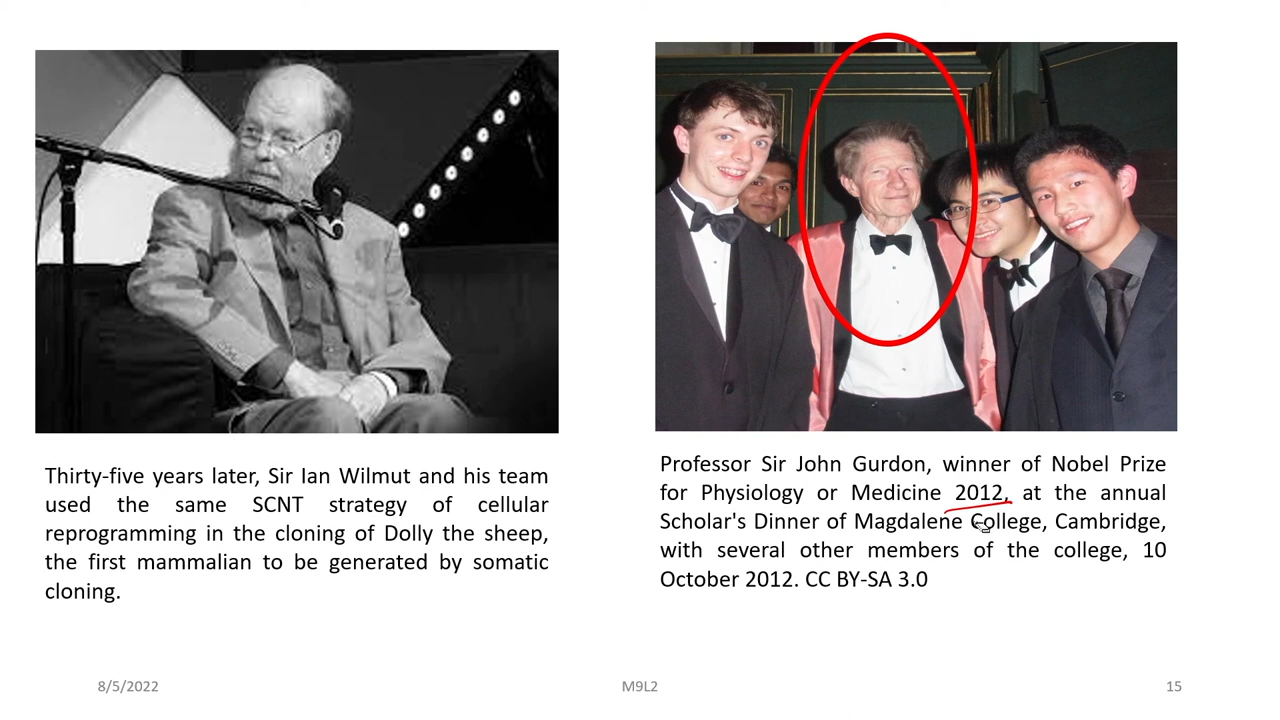 Thirty-five years later, Sir Ian Wilmut and his team
used the same SCNT strategy of cellular
reprogramming in the cloning of Dolly the sheep,
the first mammalian to be generated by somatic
cloning.
Professor Sir John Gurdon, winner of Nobel Prize
for Physiology or Medicine 2012, at the annual
Scholar's Dinner of Magdalene College, Cambridge,
with several other members of the college, 10
October 2012. CC BY-SA 3.0
8/5/2022
M9L2
15